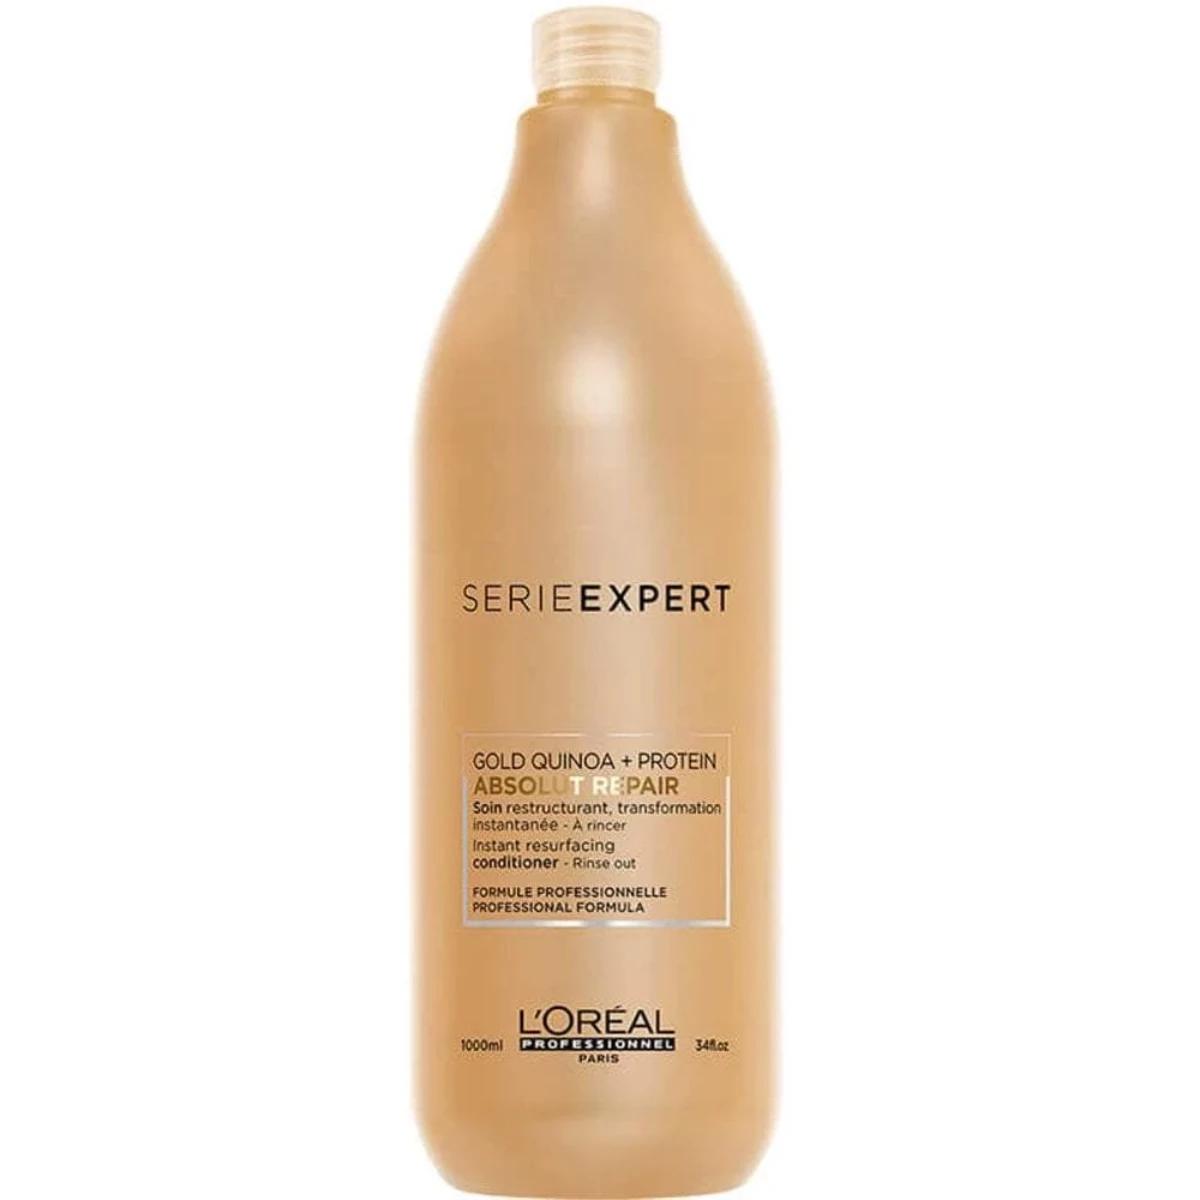 SERIEEXPERT
GOLD QUINOA + PROTEIN
ABSOLUT REPAIR
Soin restructurant, transformation
instantanée - À rincer
Instant resurfacing
conditioner - Rinse out
FORMULE PROFESSIONNELLE
PROFESSIONAL FORMULA
L'ORÉAL
1000ml PROFESSIONNEL 34fl.oz
PARIS